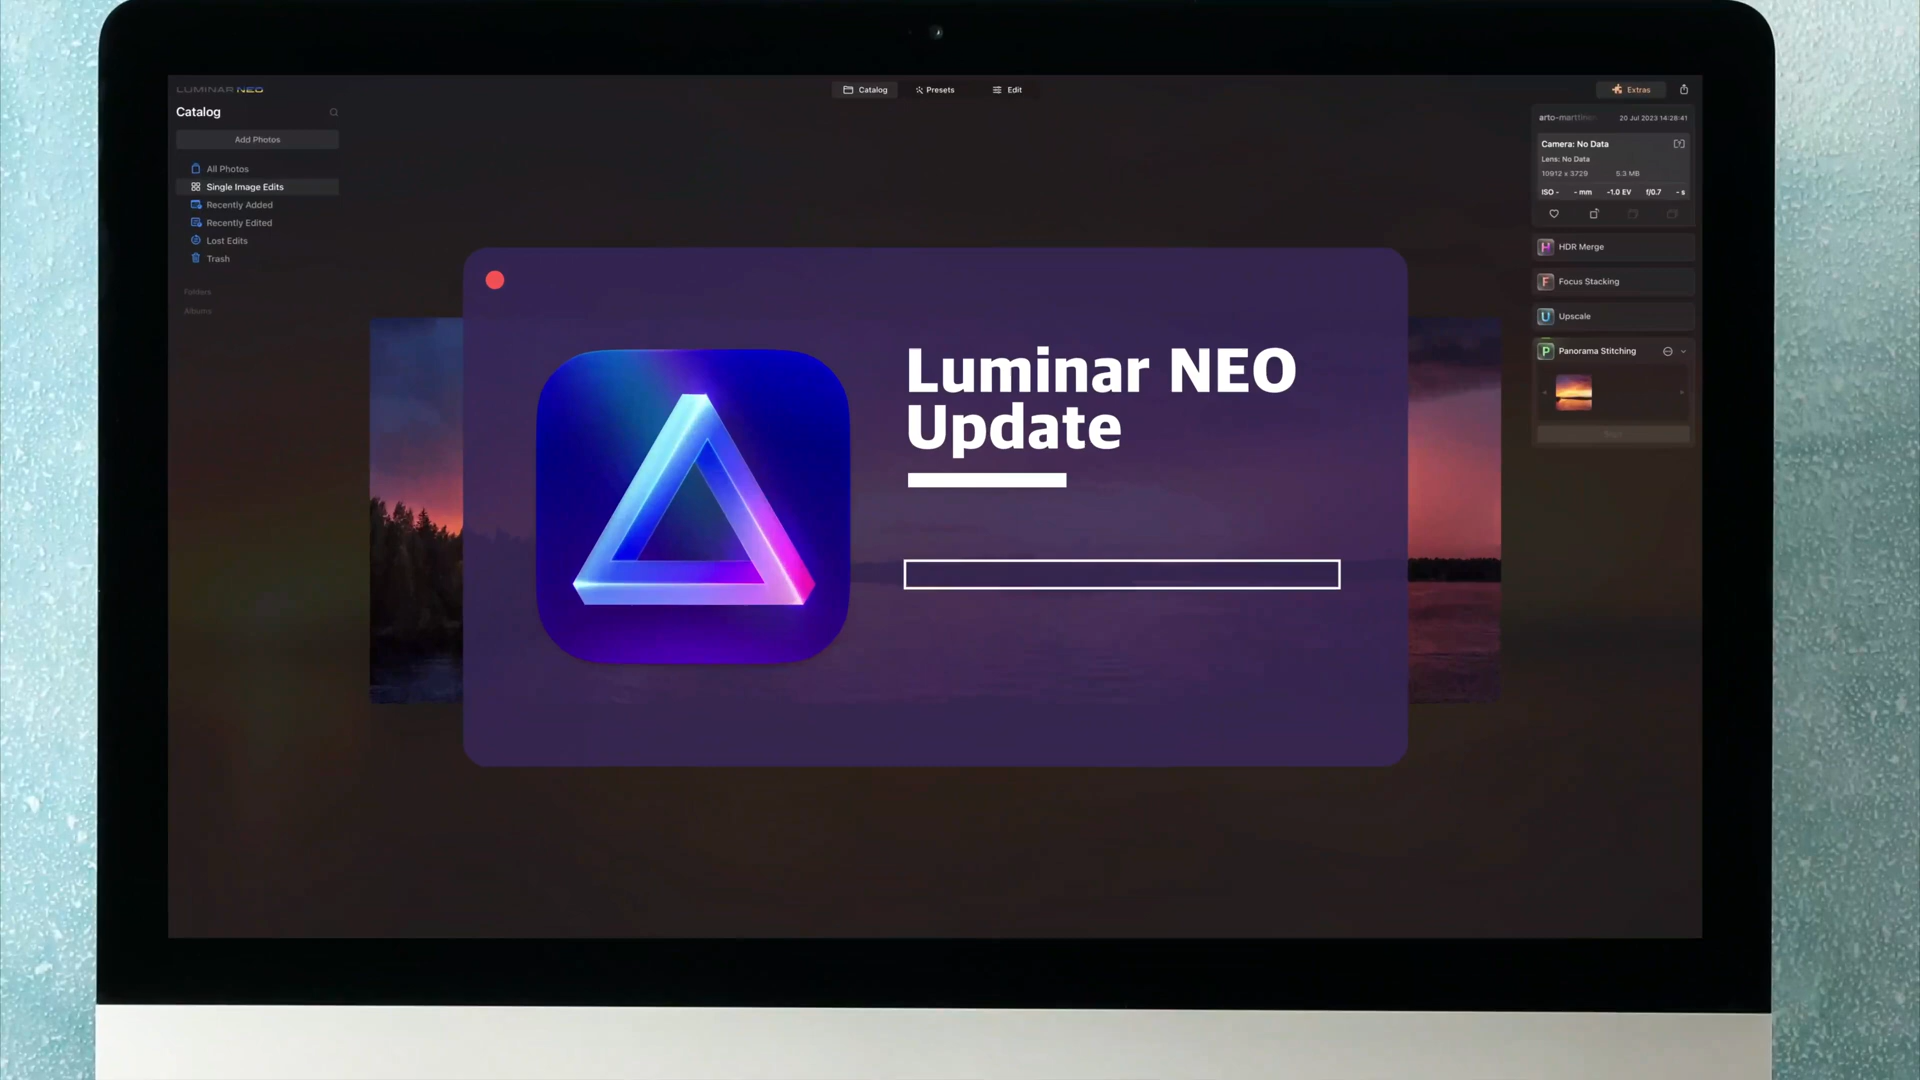 LUMINAR NEO
Catalog
Presets
Edit
Extras
Catalog
Add Photos
All Photos
Single Image Edits
Recently Added
Recently Edited
Lost Edits
Trash
Folders
Albums
Luminar NEO
Update
20 Jul 2023 14:28:41
Camera: No Data
Lens: No Data
10912 x 3729 5.3 MB
ISO - - mm -1.0 EV f/0.7 - s
H HDR Merge
F Focus Stacking
U Upscale
P Panorama Stitching